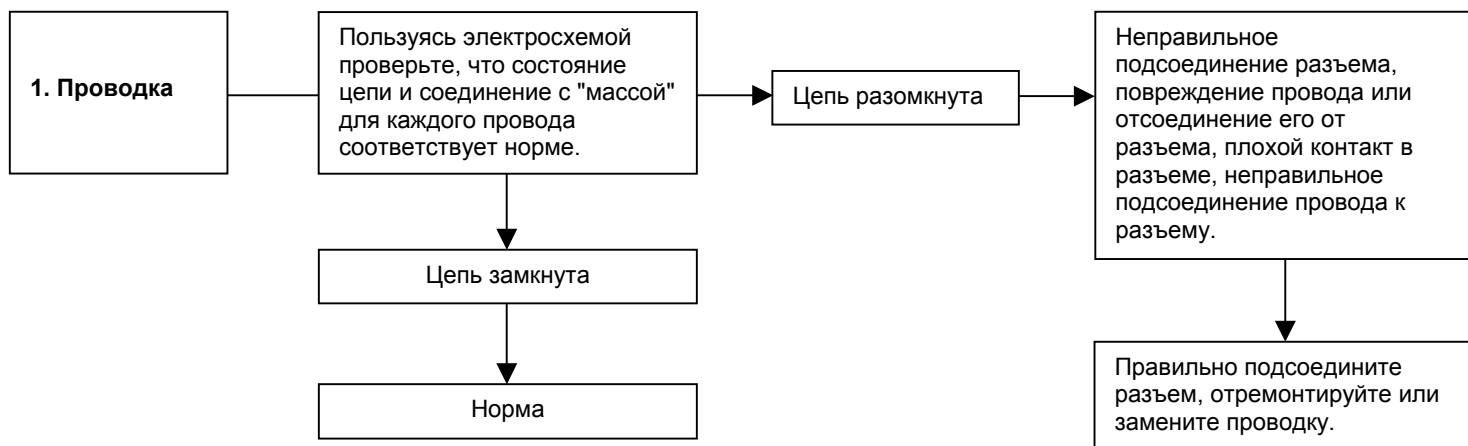 1. Проводка
Пользуясь электросхемой
проверьте, что состояние
цепи и соединение с "массой"
для каждого провода
соответствует норме.
Цепь разомкнута
Неправильное
подсоединение разъема,
повреждение провода или
отсоединение его от
разъема, плохой контакт в
разъеме, неправильное
подсоединение провода к
разъему.
Цепь замкнута
Норма
Правильно подсоедините
разъем, отремонтируйте или
замените проводку.